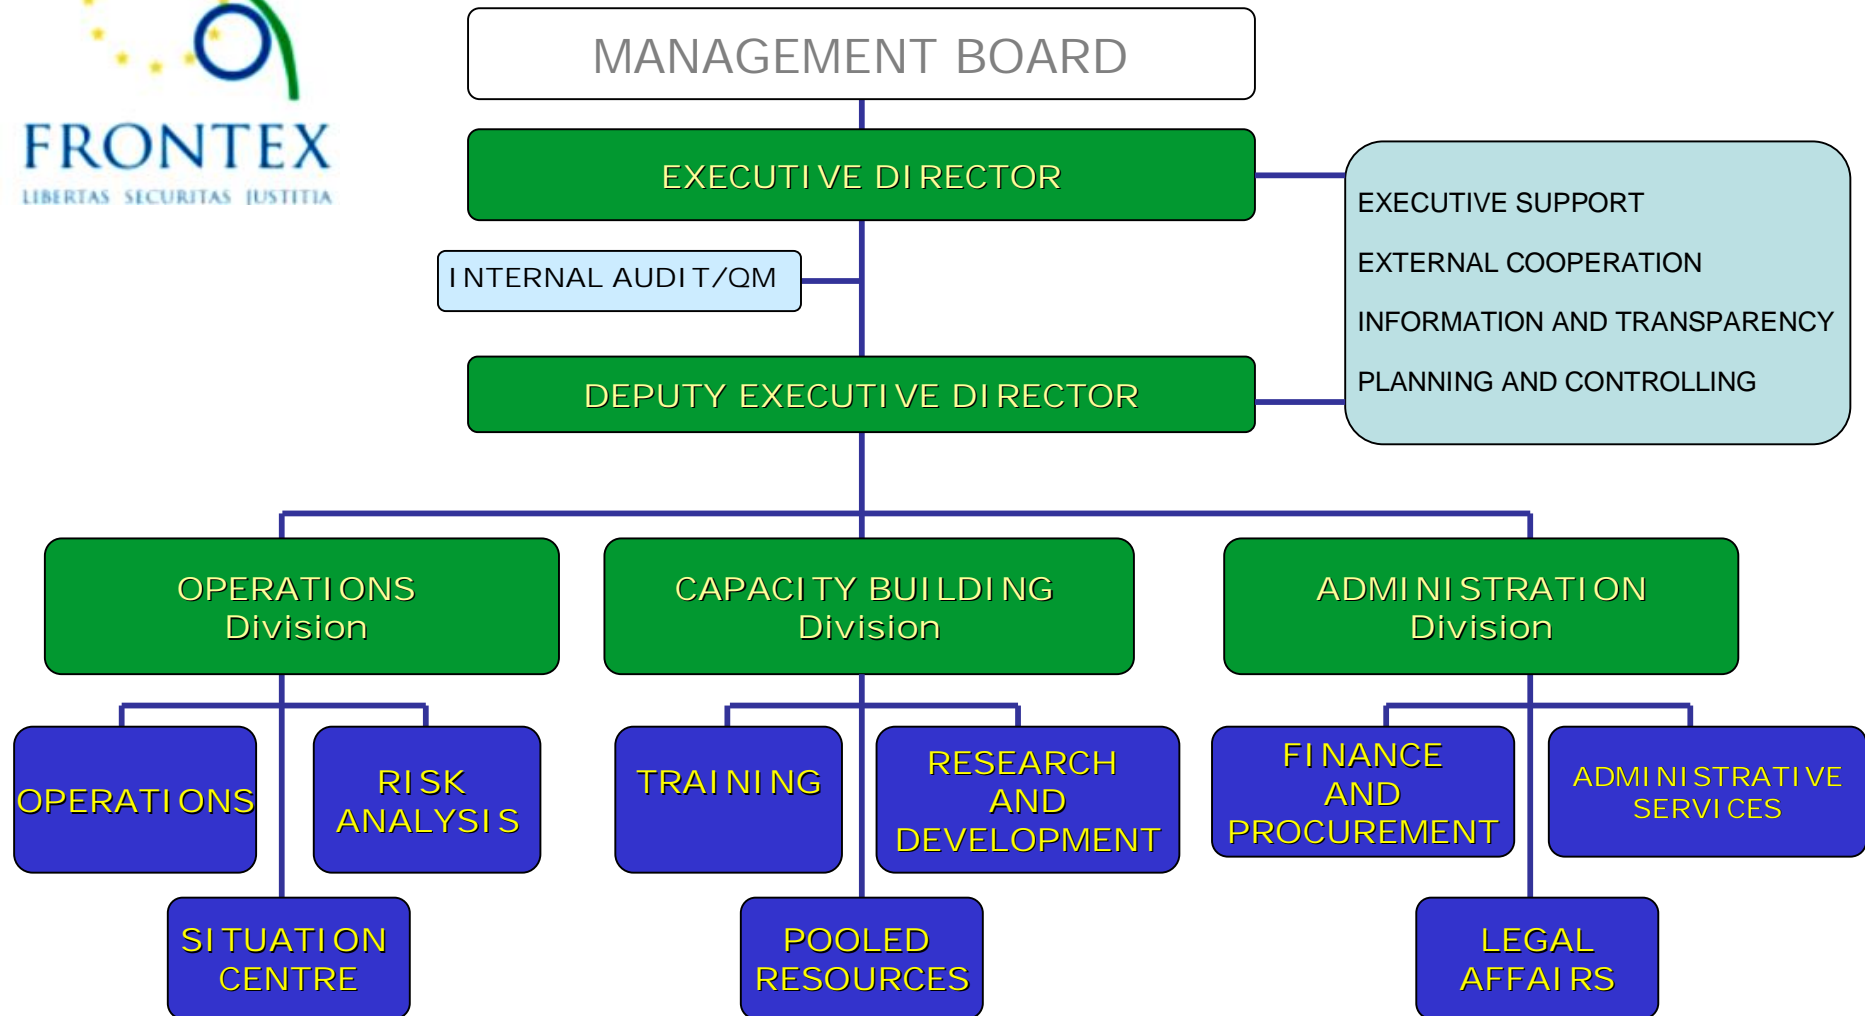 FRONTEX
LIBERTAS SECURITAS JUSTITIA
MANAGEMENT BOARD
EXECUTIVE DIRECTOR
EXECUTIVE SUPPORT
EXTERNAL COOPERATION
INFORMATION AND TRANSPARENCY
PLANNING AND CONTROLLING
INTERNAL AUDIT/QM
DEPUTY EXECUTIVE DIRECTOR
OPERATIONS
Division
CAPACITY BUILDING
Division
ADMINISTRATION
Division
OPERATIONS
RISK
ANALYSIS
SITUATION
CENTRE
TRAINING
RESEARCH
AND
DEVELOPMENT
POOLED
RESOURCES
FINANCE
AND
PROCUREMENT
ADMINISTRATIVE
SERVICES
LEGAL
AFFAIRS